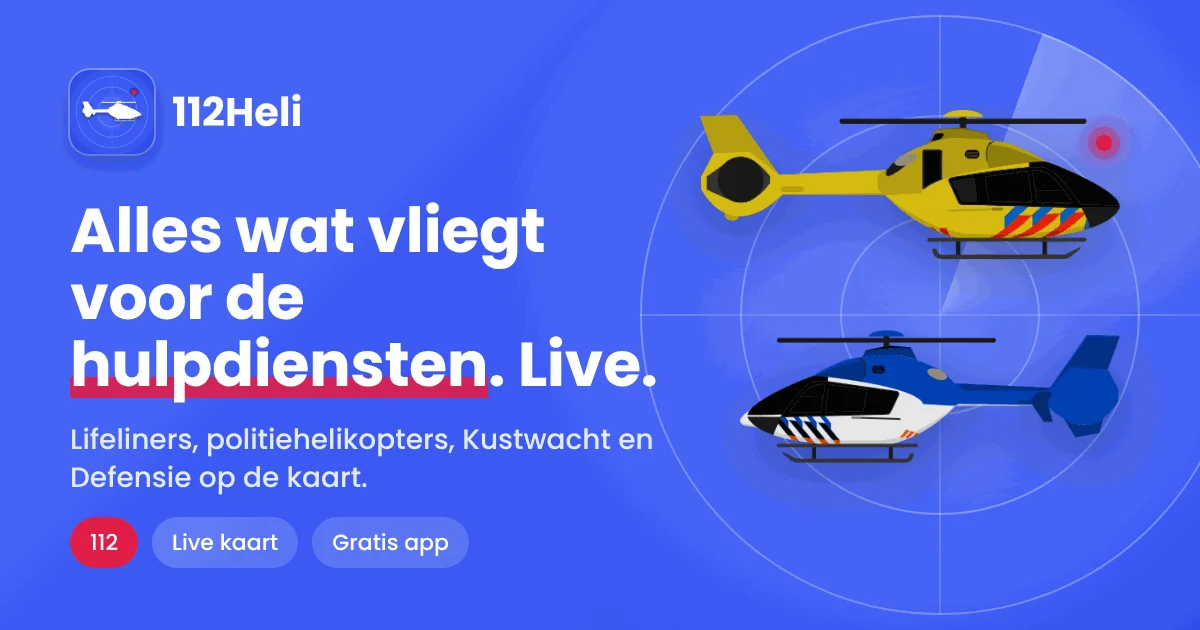 112Heli
Alles wat vliegt
voor de
hulpdiensten. Live.
Lifeliners, politiehelikopters, Kustwacht en
Defensie op de kaart.
112
Live kaart
Gratis app